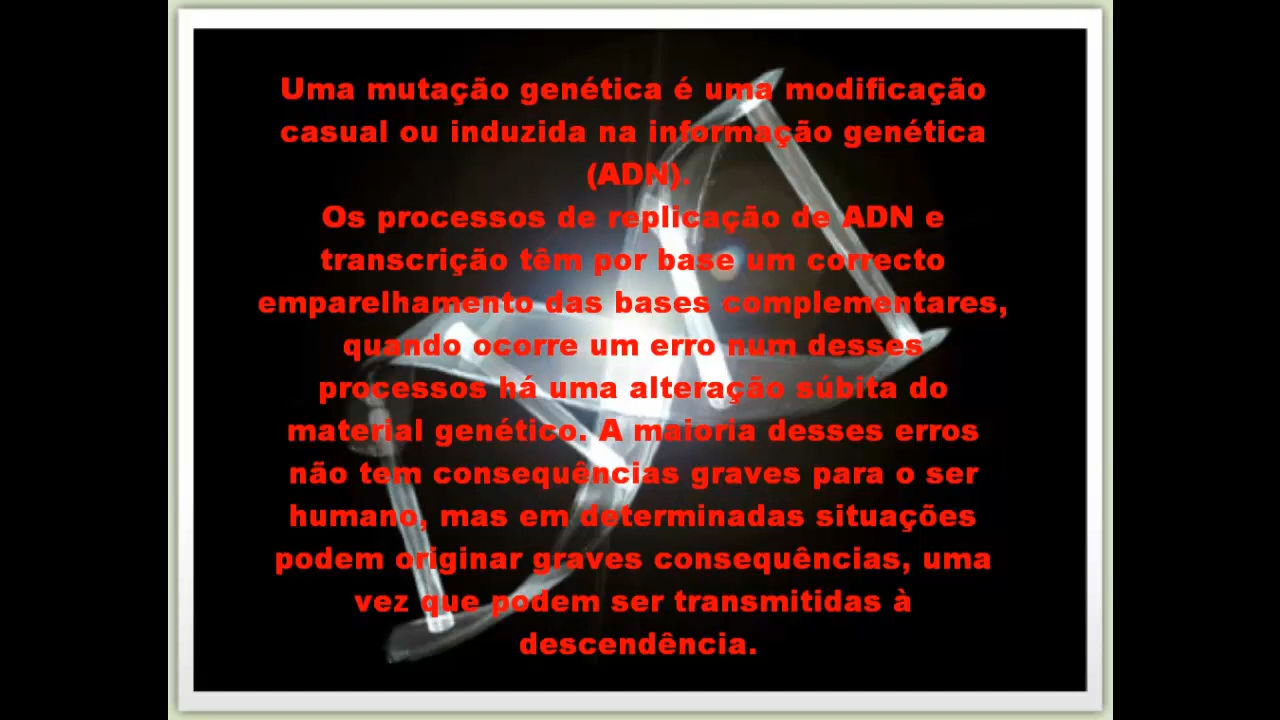 Uma mutação genética é uma modificação
casual ou induzida na informação genética
(ADN).
Os processos de replicação de ADN e
transcrição têm por base um correcto
emparelhamento das bases complementares,
quando ocorre um erro num desses
processos há uma alteração súbita do
material genético. A maioria desses erros
não tem consequências graves para o ser
humano, mas em determinadas situações
podem originar graves consequências, uma
vez que podem ser transmitidas à
descendência.